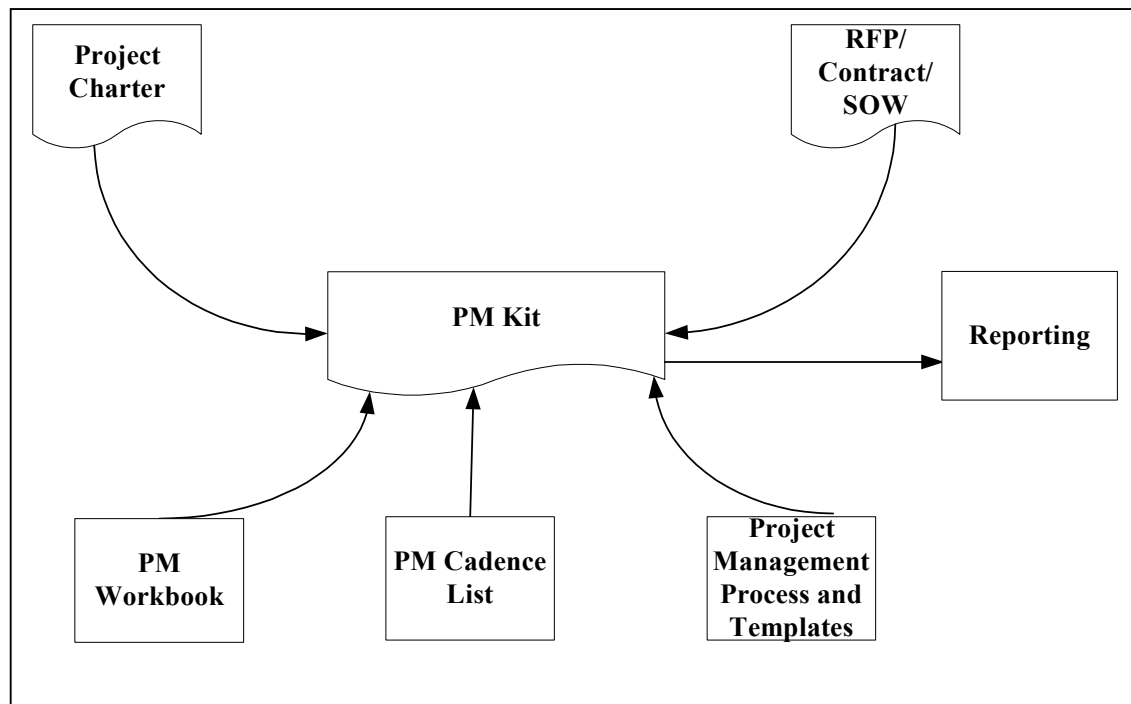 Project
Charter
RFP/
Contract/
SOW
PM Kit
Reporting
PM
Workbook
PM Cadence
List
Project
Management
Process and
Templates